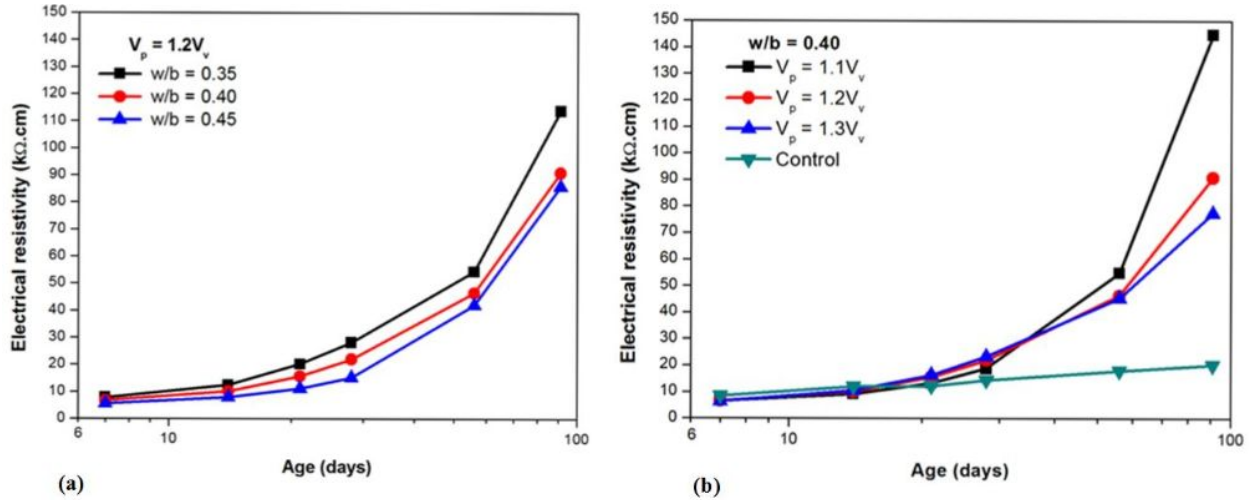 150
140
130
120
110
100
90
80
70
60
50
40
30
20
10
0
Electrical resistivity (kΩ.cm)
Vp = 1.2Vv
w/b = 0.35
w/b = 0.40
w/b = 0.45
6 10 100
Age (days)
(a)
150
140
130
120
110
100
90
80
70
60
50
40
30
20
10
0
Electrical resistivity (kΩ.cm)
w/b = 0.40
Vp = 1.1Vv
Vp = 1.2Vv
Vp = 1.3Vv
Control
6 10 100
Age (days)
(b)